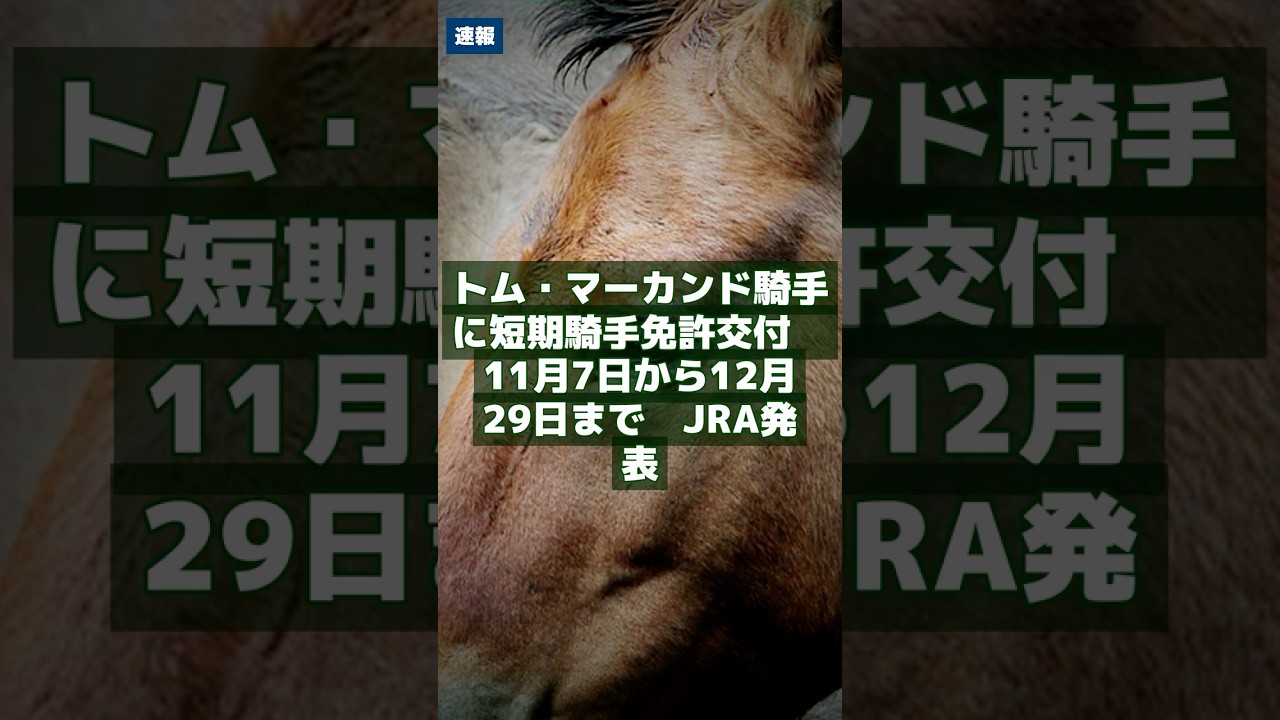 速報
トム・マーカンド騎手
に短期騎手免許交付
11月7日から12月
29日まで　JRA発
表